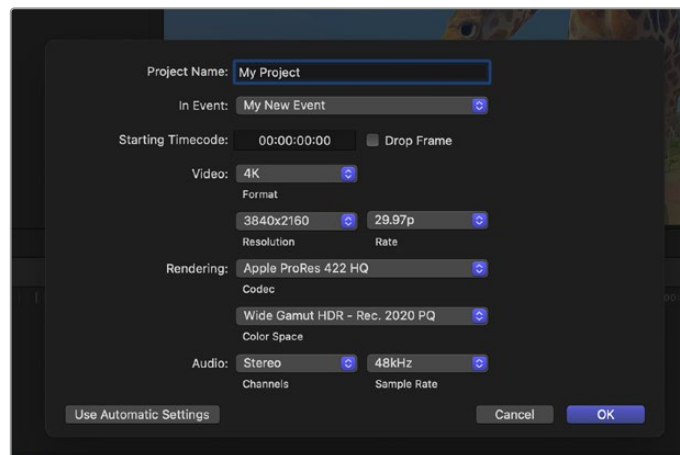 Project Name: My Project
In Event: My New Event
Starting Timecode: 00:00:00:00 Drop Frame
Video: 4K
Format
3840x2160 29.97p
Resolution Rate
Rendering: Apple ProRes 422 HQ
Codec
Wide Gamut HDR - Rec. 2020 PQ
Color Space
Audio: Stereo 48kHz
Channels Sample Rate
Use Automatic Settings Cancel OK